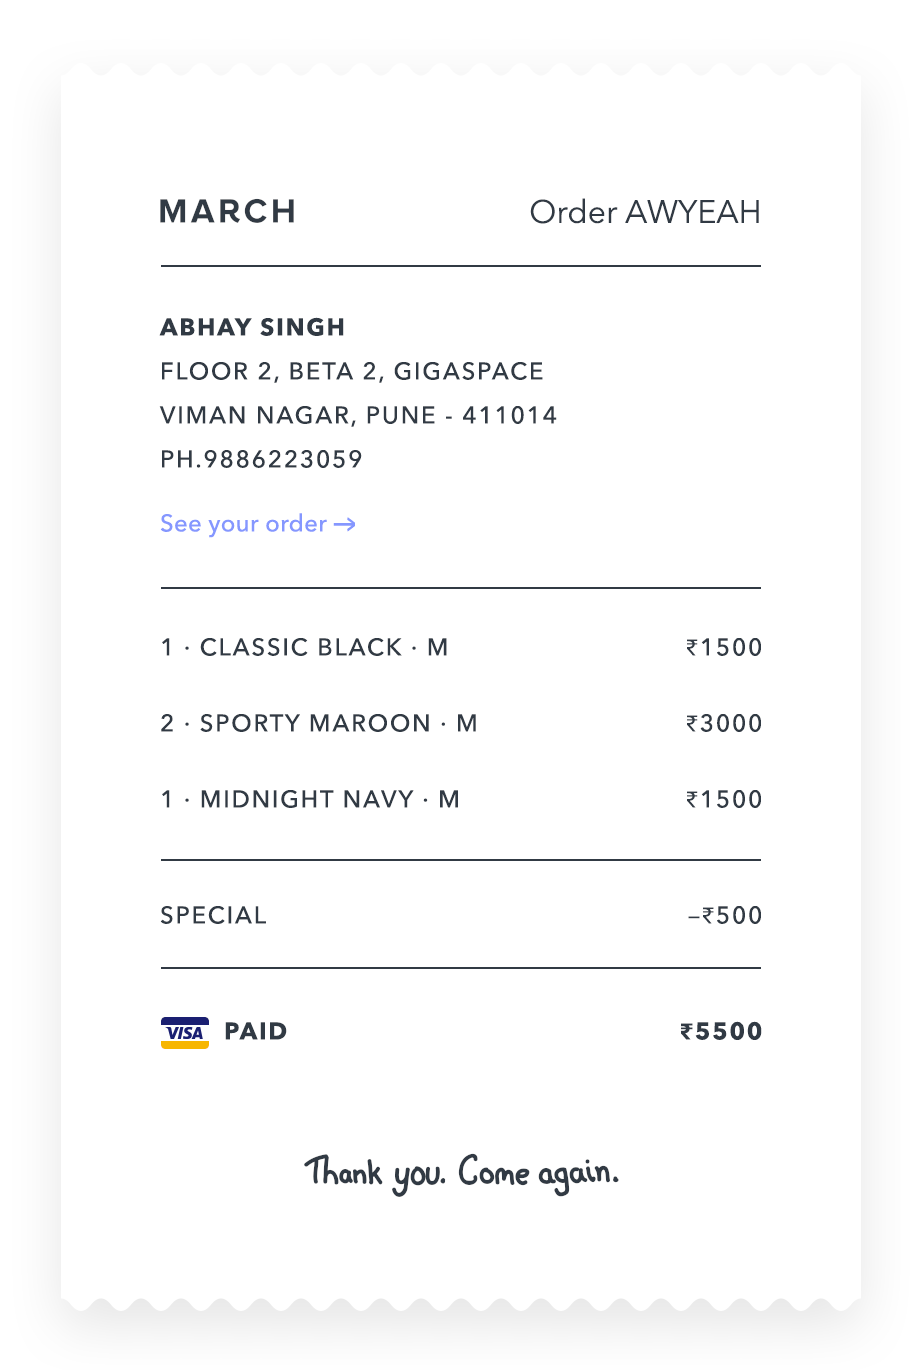 MARCH Order AWYEAH
ABHAY SINGH
FLOOR 2, BETA 2, GIGASPACE
VIMAN NAGAR, PUNE - 411014
PH.9886223059
See your order →
1 · CLASSIC BLACK · M ₹1500
2 · SPORTY MAROON · M ₹3000
1 · MIDNIGHT NAVY · M ₹1500
SPECIAL –₹500
VISA PAID ₹5500
Thank you. Come again.